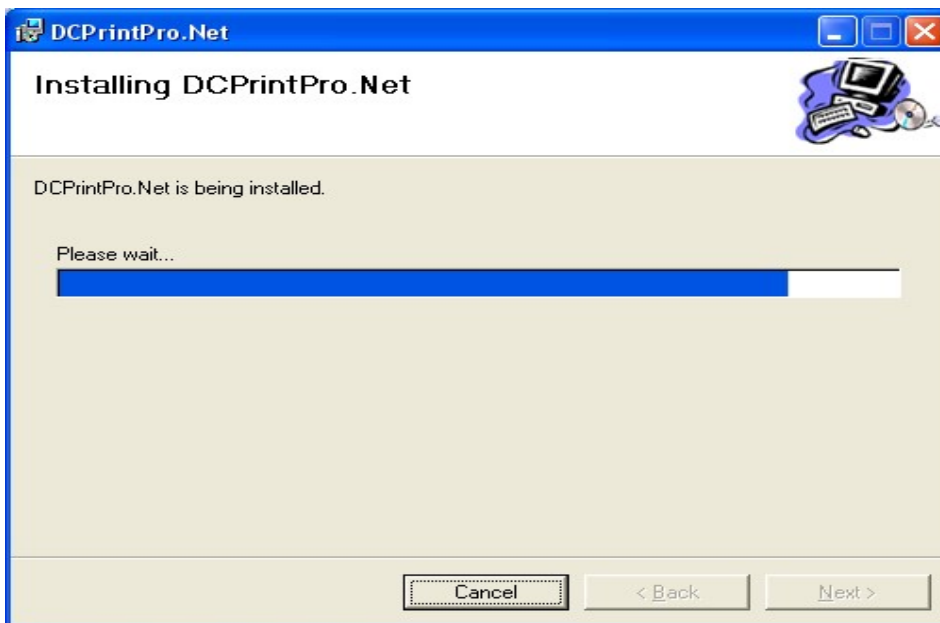 DCPrintPro.Net
Installing DCPrintPro.Net
DCPrintPro.Net is being installed.
Please wait...
Cancel
< Back
Next >